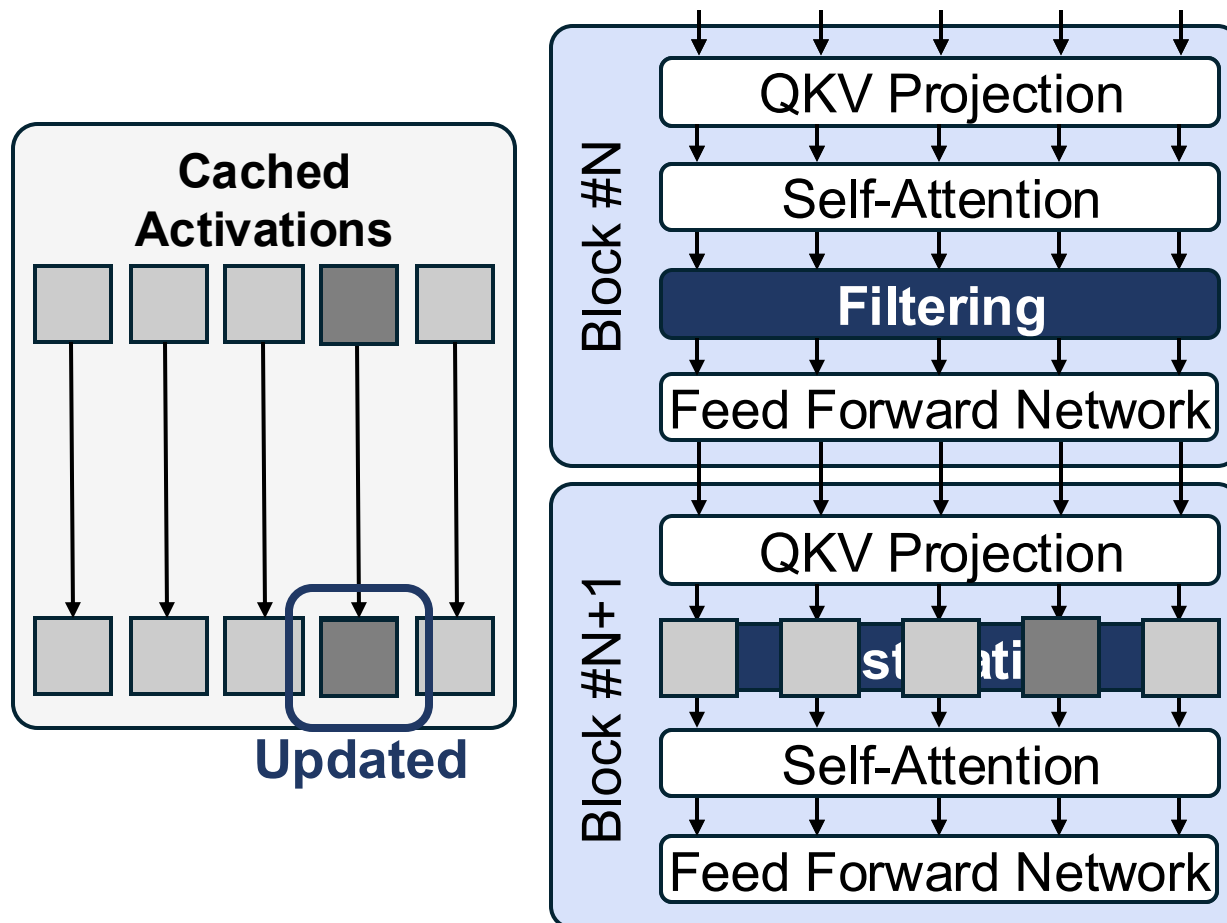 Cached
Activations
Updated
Block #N
QKV Projection
Self-Attention
Filtering
Feed Forward Network
Block #N+1
QKV Projection
Self-Attention
Feed Forward Network